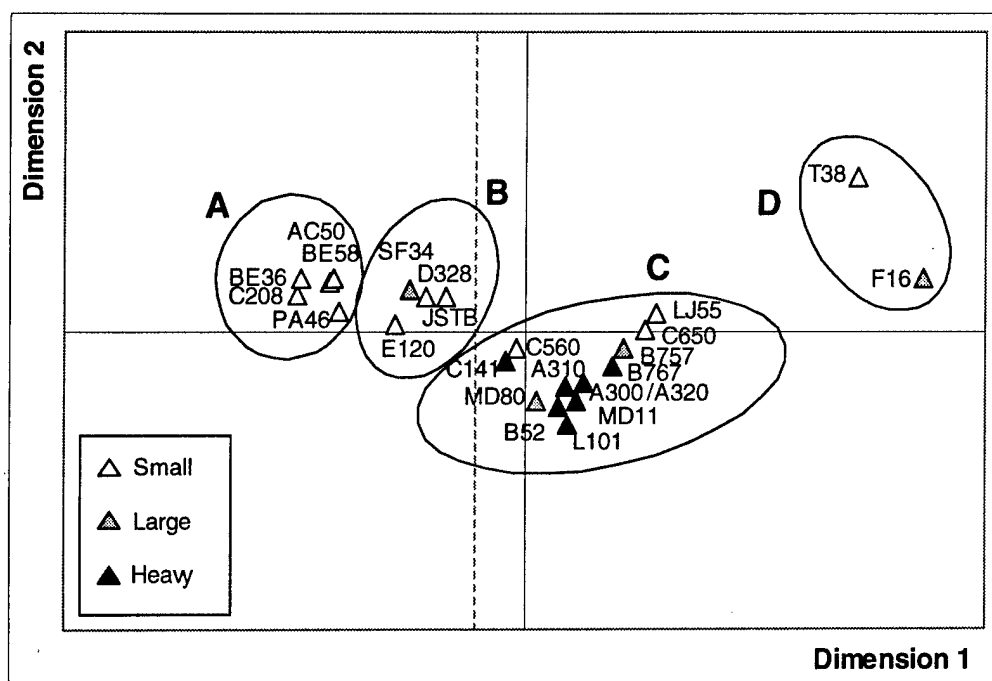 Dimension 2
A
B
C
D
AC50
BE58
BE36
C208
PA46
SF34
D328
JSTB
E120
T38
F16
LJ55
C650
C560
B757
C141
A310
B767
MD80
A300/A320
MD11
B52
L101
Small
Large
Heavy
Dimension 1